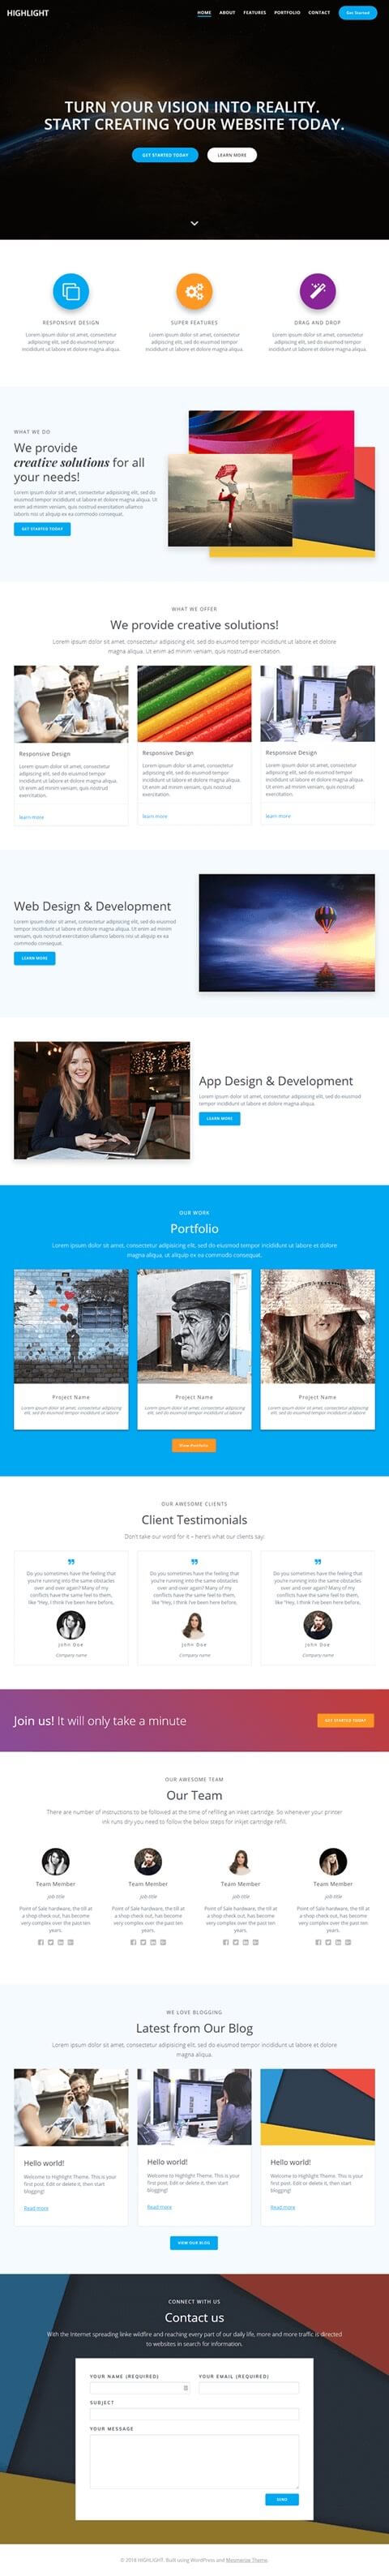 HIGHLIGHT
HOME ABOUT FEATURES PORTFOLIO CONTACT Get Started
TURN YOUR VISION INTO REALITY.
START CREATING YOUR WEBSITE TODAY.
GET STARTED TODAY LEARN MORE
RESPONSIVE DESIGN
Lorem ipsum dolor sit amet, consectetur
adipiscing elit, sed do eiusmod tempor
incididunt ut labore et dolore magna aliqua.
SUPER FEATURES
Lorem ipsum dolor sit amet, consectetur
adipiscing elit, sed do eiusmod tempor
incididunt ut labore et dolore magna aliqua.
DRAG AND DROP
Lorem ipsum dolor sit amet, consectetur
adipiscing elit, sed do eiusmod tempor
incididunt ut labore et dolore magna aliqua.
WHAT WE DO
We provide
creative solutions for all
your needs!
Lorem ipsum dolor sit amet, consectetur adipiscing elit, sed do
eiusmod tempor incididunt ut labore et dolore magna aliqua. Ut
enim ad minim veniam, quis nostrud exercitation ullamco
laboris nisi ut aliquip ex ea commodo consequat.
GET STARTED TODAY
WHAT WE OFFER
We provide creative solutions!
Lorem ipsum dolor sit amet, consectetur adipiscing elit, sed do eiusmod tempor incididunt ut labore et dolore
magna aliqua. Ut enim ad minim veniam, quis nostrud exercitation.
Responsive Design
Lorem ipsum dolor sit amet, consectetur
adipiscing elit, sed do eiusmod tempor
incididunt ut labore et dolore magna aliqua.
Ut enim ad minim veniam, quis nostrud
exercitation.
learn more
Responsive Design
Lorem ipsum dolor sit amet, consectetur
adipiscing elit, sed do eiusmod tempor
incididunt ut labore et dolore magna aliqua.
Ut enim ad minim veniam, quis nostrud
exercitation.
learn more
Responsive Design
Lorem ipsum dolor sit amet, consectetur
adipiscing elit, sed do eiusmod tempor
incididunt ut labore et dolore magna aliqua.
Ut enim ad minim veniam, quis nostrud
exercitation.
learn more
Web Design & Development
Lorem ipsum dolor sit amet, consectetur adipiscing elit, sed do eiusmod
tempor incididunt ut labore et dolore magna aliqua. Ut enim ad minim
veniam, quis nostrud exercitation ullamco laboris nisi ut aliquip ex ea
commodo consequat.
LEARN MORE
App Design & Development
Lorem ipsum dolor sit amet, consectetur adipiscing elit, sed do eiusmod
tempor incididunt ut labore et dolore magna aliqua.
LEARN MORE
OUR WORK
Portfolio
Lorem ipsum dolor sit amet, consectetur adipiscing elit, sed do eiusmod tempor incididunt ut labore et dolore
magna aliqua. ut enim ad minim veniam, quis ex ea commodo consequat.
Project Name
Lorem ipsum dolor sit amet, consectetur adipiscing
elit, sed do eiusmod tempor incididunt ut labore
Project Name
Lorem ipsum dolor sit amet, consectetur adipiscing
elit, sed do eiusmod tempor incididunt ut labore
Project Name
Lorem ipsum dolor sit amet, consectetur adipiscing
elit, sed do eiusmod tempor incididunt ut labore
View Portfolio
OUR AWESOME CLIENTS
Client Testimonials
Don't take our word for it – here's what our clients say:
Do you sometimes have the feeling that
you're running into the same obstacles
over and over again? Many of my
conflicts have the same feel to them,
like "Hey, I think I've been here before,
John Doe
Company name
Do you sometimes have the feeling that
you're running into the same obstacles
over and over again? Many of my
conflicts have the same feel to them,
like "Hey, I think I've been here before,
John Doe
Company name
Do you sometimes have the feeling that
you're running into the same obstacles
over and over again? Many of my
conflicts have the same feel to them,
like "Hey, I think I've been here before,
John Doe
Company name
Join us! It will only take a minute
GET STARTED TODAY
OUR AWESOME TEAM
Our Team
There are number of instructions to be followed at the time of refilling an inket cartridge. So whenever your printer
ink runs dry you need to follow the below steps for inkjet cartridge refill.
Team Member
job title
Point of Sale hardware, the till at
a shop check out, has become
very complex over the past ten
years.
Team Member
job title
Point of Sale hardware, the till at
a shop check out, has become
very complex over the past ten
years.
Team Member
job title
Point of Sale hardware, the till at
a shop check out, has become
very complex over the past ten
years.
Team Member
job title
Point of Sale hardware, the till at
a shop check out, has become
very complex over the past ten
years.
WE LOVE BLOGGING
Latest from Our Blog
Lorem ipsum dolor sit amet, consectetur adipiscing elit, sed do eiusmod tempor incididunt ut labore et dolore
magna aliqua.
Hello world!
Welcome to Highlight Theme. This is your
first post. Edit or delete it, then start
blogging!
Read more
Hello world!
Welcome to Highlight Theme. This is your
first post. Edit or delete it, then start
blogging!
Read more
Hello world!
Welcome to Highlight Theme. This is your
first post. Edit or delete it, then start
blogging!
Read more
VIEW OUR BLOG
CONNECT WITH US
Contact us
With the Internet spreading linke wildfire and reaching every part of our daily life, more and more traffic is directed
to websites in search for information.
YOUR NAME (REQUIRED) YOUR EMAIL (REQUIRED)
SUBJECT
YOUR MESSAGE
SEND
© 2018 HIGHLIGHT. Built using WordPress and Mesmerize Theme.